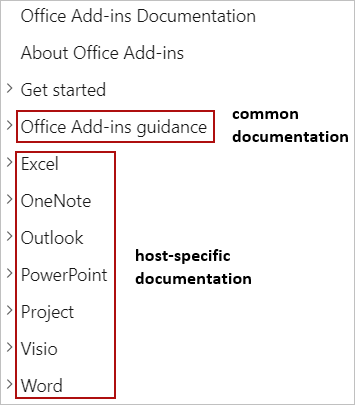 Office Add-ins Documentation
About Office Add-ins
Get started
Office Add-ins guidance
common
documentation
Excel
OneNote
Outlook
PowerPoint
host-specific
documentation
Project
Visio
Word